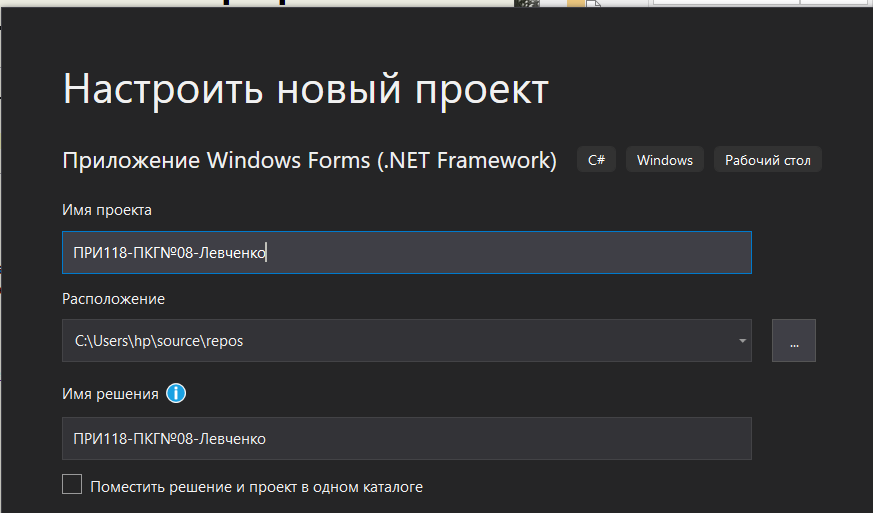 Настроить новый проект
Приложение Windows Forms (.NET Framework) C# Windows Рабочий стол
Имя проекта
ПРИ118-ПКГ№08-Левченко
Расположение
C:\Users\hp\source\repos
...
Имя решения
ПРИ118-ПКГ№08-Левченко
Поместить решение и проект в одном каталоге